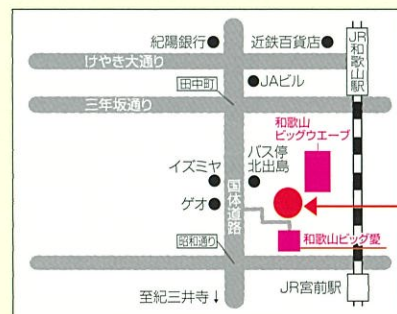 紀陽銀行
近鉄百貨店
JR和歌山駅
けやき大通り
田中町
JAビル
三年坂通り
和歌山
ビッグウエーブ
イズミヤ
バス停
北出島
国体道路
ゲオ
昭和通り
和歌山ビッグ愛
至紀三井寺↓
JR宮前駅